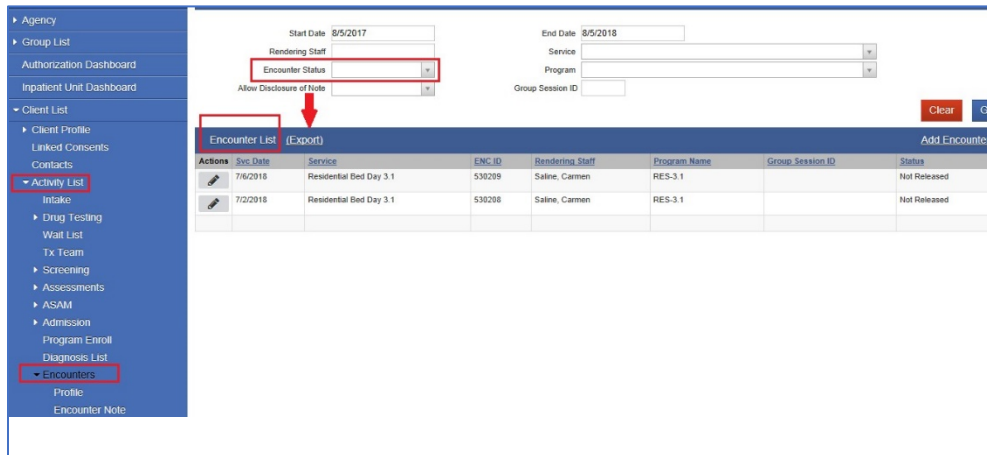 Agency
Group List
Authorization Dashboard
Inpatient Unit Dashboard
Client List
Client Profile
Linked Consents
Contacts
Activity List
Intake
Drug Testing
Wait List
Tx Team
Screening
Assessments
ASAM
Admission
Program Enroll
Diagnosis List
Encounters
Profile
Encounter Note
Start Date 8/5/2017 End Date 8/5/2018
Rendering Staff Service
Encounter Status Program
Allow Disclosure of Note Group Session ID
Clear G
Encounter List (Export) Add Encounte
Actions Svc Date Service ENC ID Rendering Staff Program Name Group Session ID Status
7/6/2018 Residential Bed Day 3.1 530209 Saline, Carmen RES-3.1 Not Released
7/2/2018 Residential Bed Day 3.1 530208 Saline, Carmen RES-3.1 Not Released